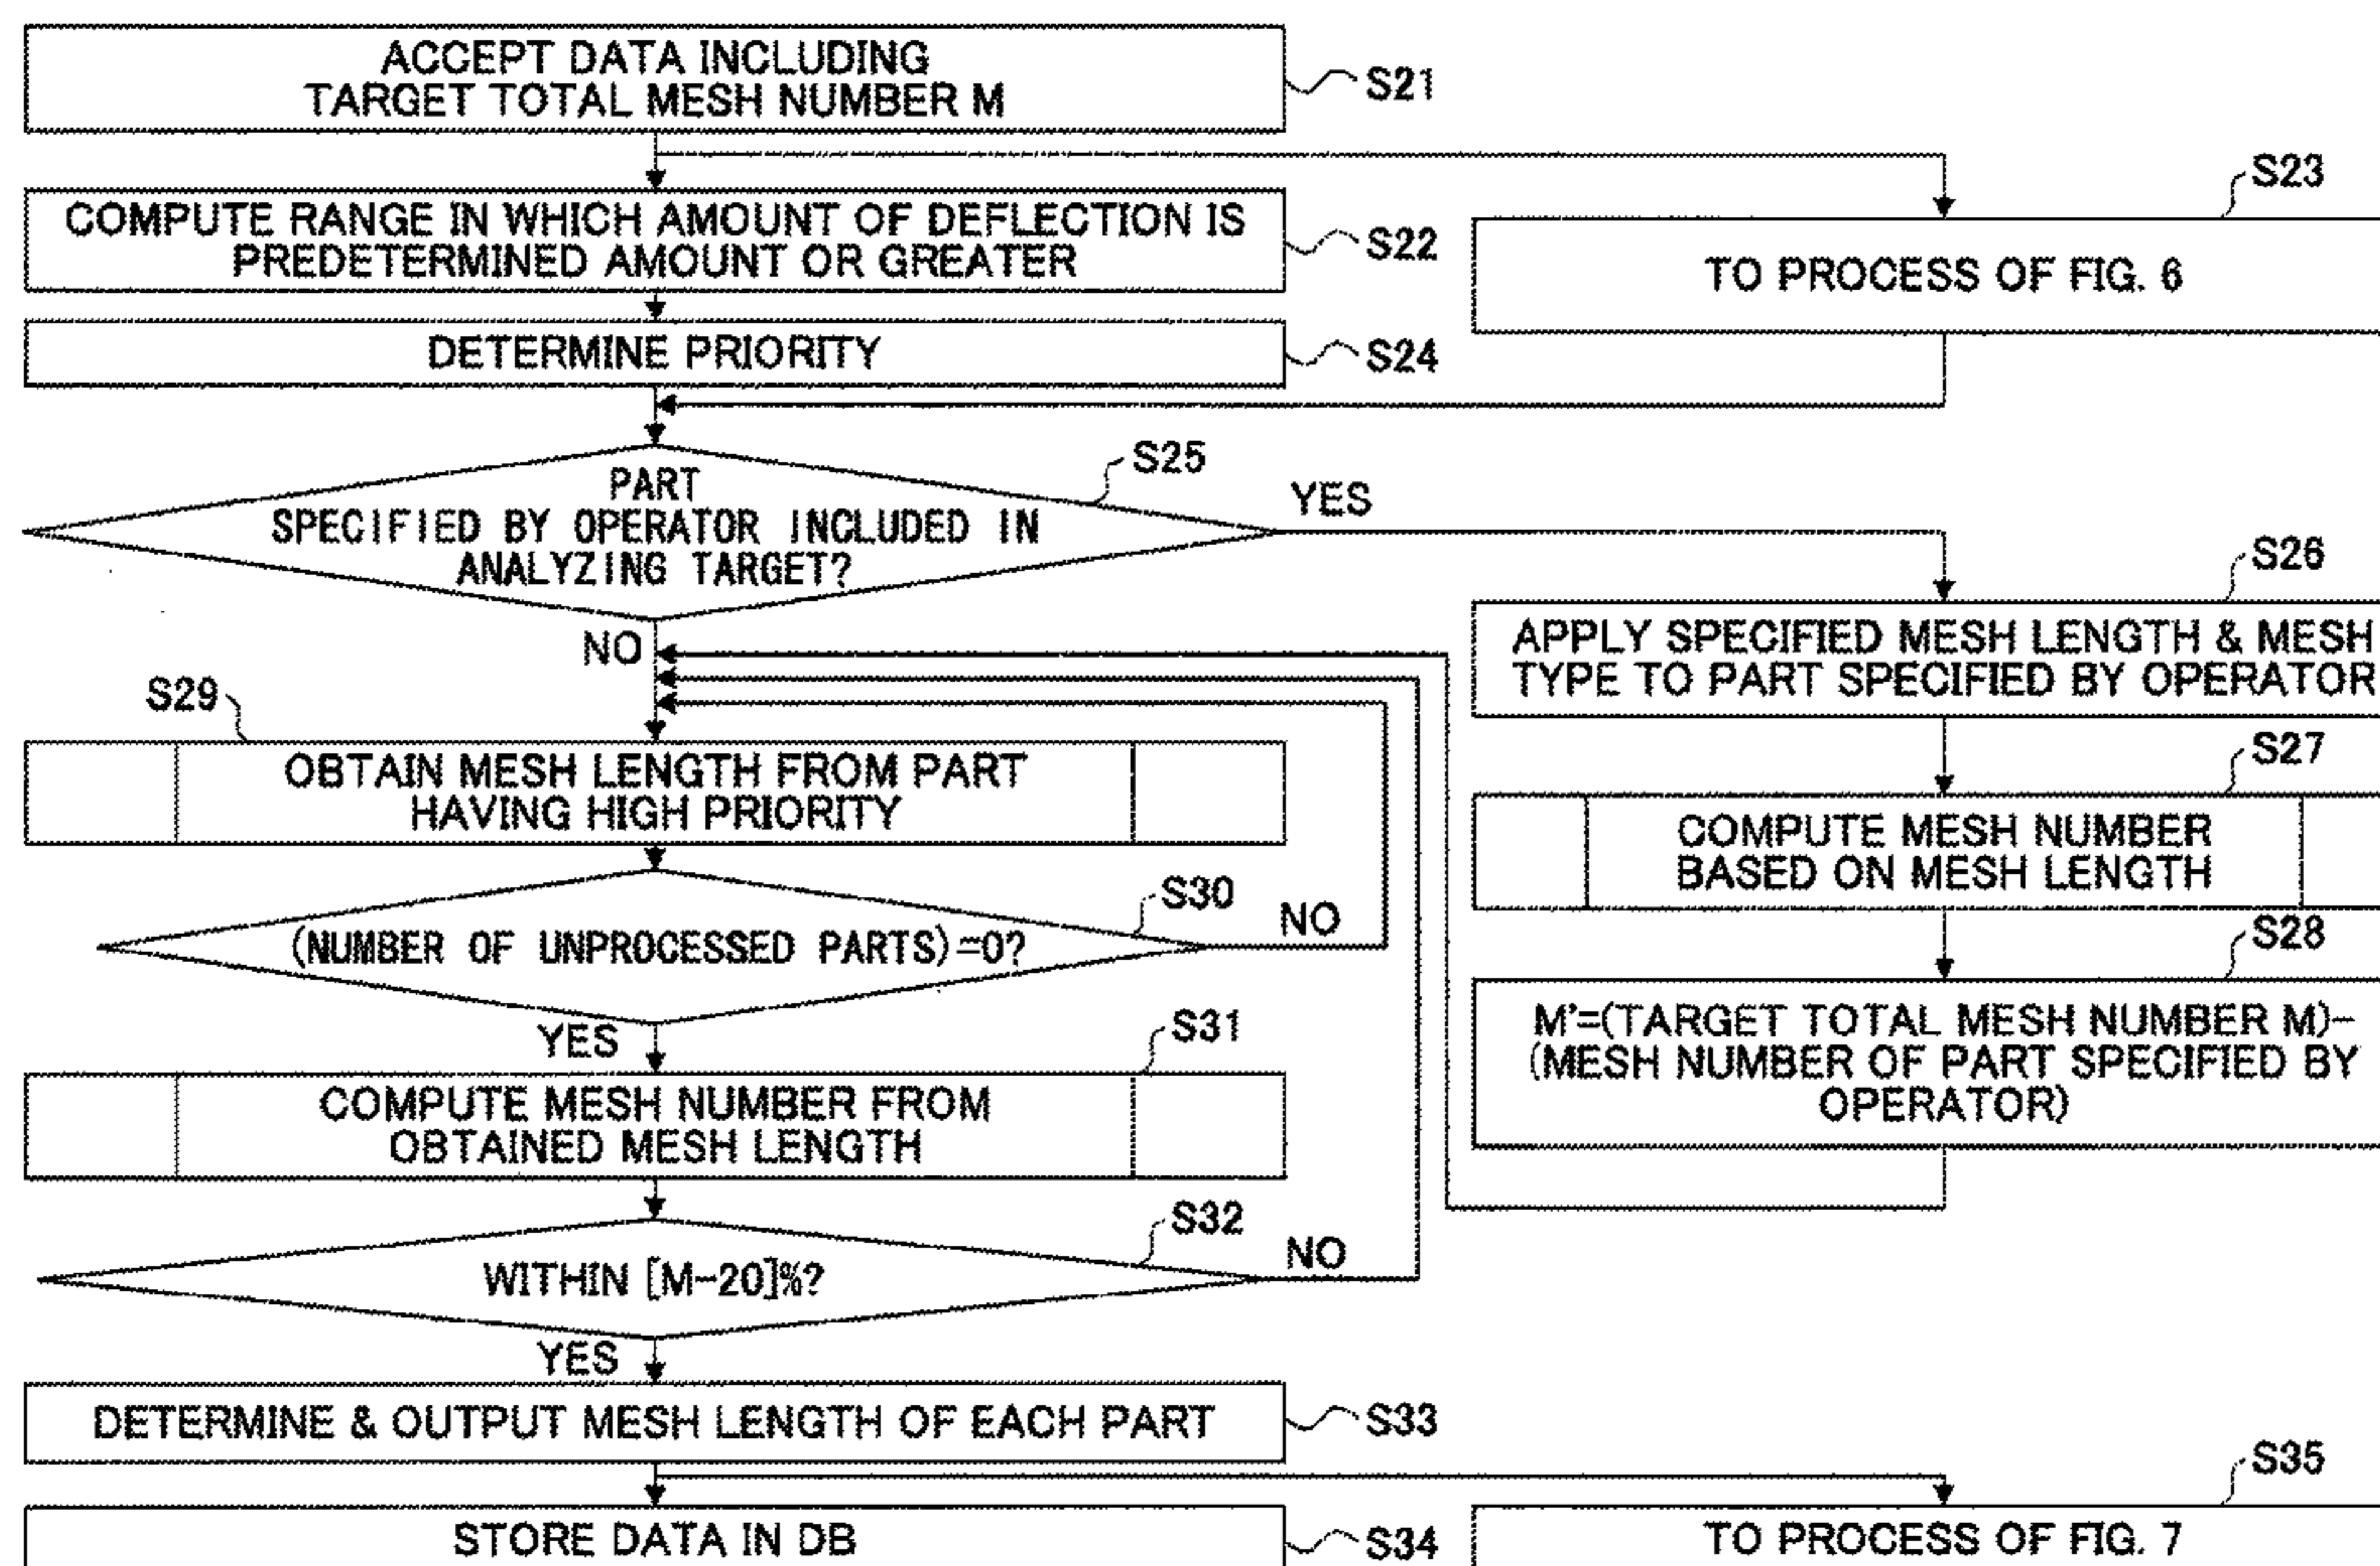 ACCEPT DATA INCLUDING
TARGET TOTAL MESH NUMBER M
S21
S23
COMPUTE RANGE IN WHICH AMOUNT OF DEFLECTION IS
PREDETERMINED AMOUNT OR GREATER
S22
TO PROCESS OF FIG. 6
DETERMINE PRIORITY
S24
S25
PART
SPECIFIED BY OPERATOR INCLUDED IN
ANALYZING TARGET?
YES
NO
S26
APPLY SPECIFIED MESH LENGTH & MESH
TYPE TO PART SPECIFIED BY OPERATOR
S27
COMPUTE MESH NUMBER
BASED ON MESH LENGTH
S28
M'=(TARGET TOTAL MESH NUMBER M)-
(MESH NUMBER OF PART SPECIFIED BY
OPERATOR)
S29
OBTAIN MESH LENGTH FROM PART
HAVING HIGH PRIORITY
S30
(NUMBER OF UNPROCESSED PARTS)=0?
NO
YES
S31
COMPUTE MESH NUMBER FROM
OBTAINED MESH LENGTH
S32
WITHIN [M-20]%?
NO
YES
DETERMINE & OUTPUT MESH LENGTH OF EACH PART
S33
S35
STORE DATA IN DB
S34
TO PROCESS OF FIG. 7